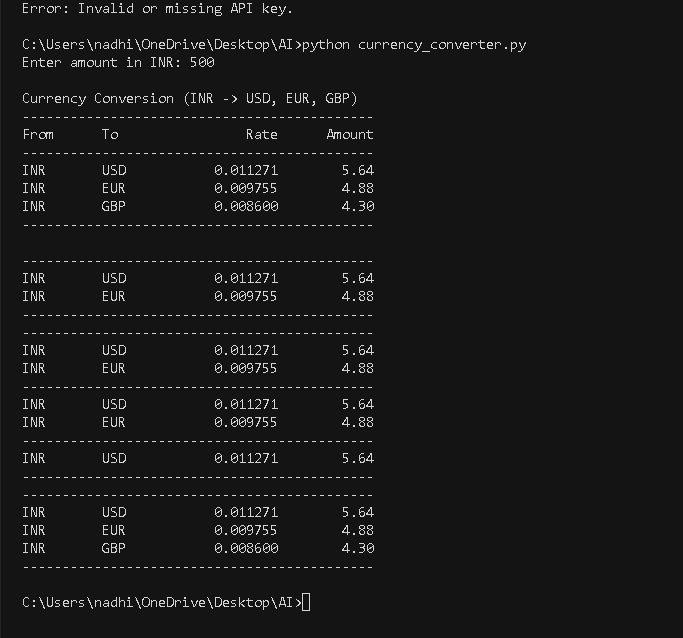 Error: Invalid or missing API key.
C:\Users\nadhi\OneDrive\Desktop\AI>python currency_converter.py
Enter amount in INR: 500
Currency Conversion (INR -> USD, EUR, GBP)
--------------------------------------------
From      To                Rate      Amount
--------------------------------------------
INR       USD           0.011271        5.64
INR       EUR           0.009755        4.88
INR       GBP           0.008600        4.30
--------------------------------------------
--------------------------------------------
INR       USD           0.011271        5.64
INR       EUR           0.009755        4.88
--------------------------------------------
--------------------------------------------
INR       USD           0.011271        5.64
INR       EUR           0.009755        4.88
--------------------------------------------
INR       USD           0.011271        5.64
INR       EUR           0.009755        4.88
--------------------------------------------
INR       USD           0.011271        5.64
--------------------------------------------
--------------------------------------------
INR       USD           0.011271        5.64
INR       EUR           0.009755        4.88
INR       GBP           0.008600        4.30
--------------------------------------------
C:\Users\nadhi\OneDrive\Desktop\AI>